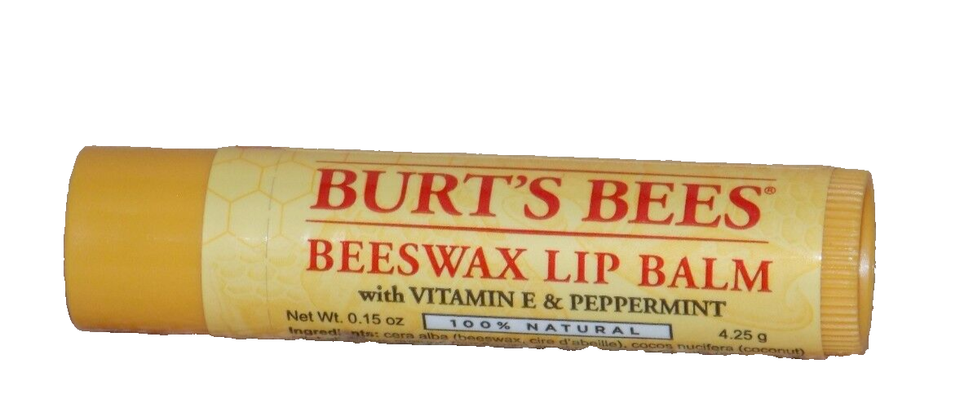 BURT'S BEES®
BEESWAX LIP BALM
with VITAMIN E & PEPPERMINT
Net Wt. 0.15 oz 100% NATURAL 4.25 g
Ingredients: cera alba (beeswax, cire d'abeille), cocos nucifera (coconut)